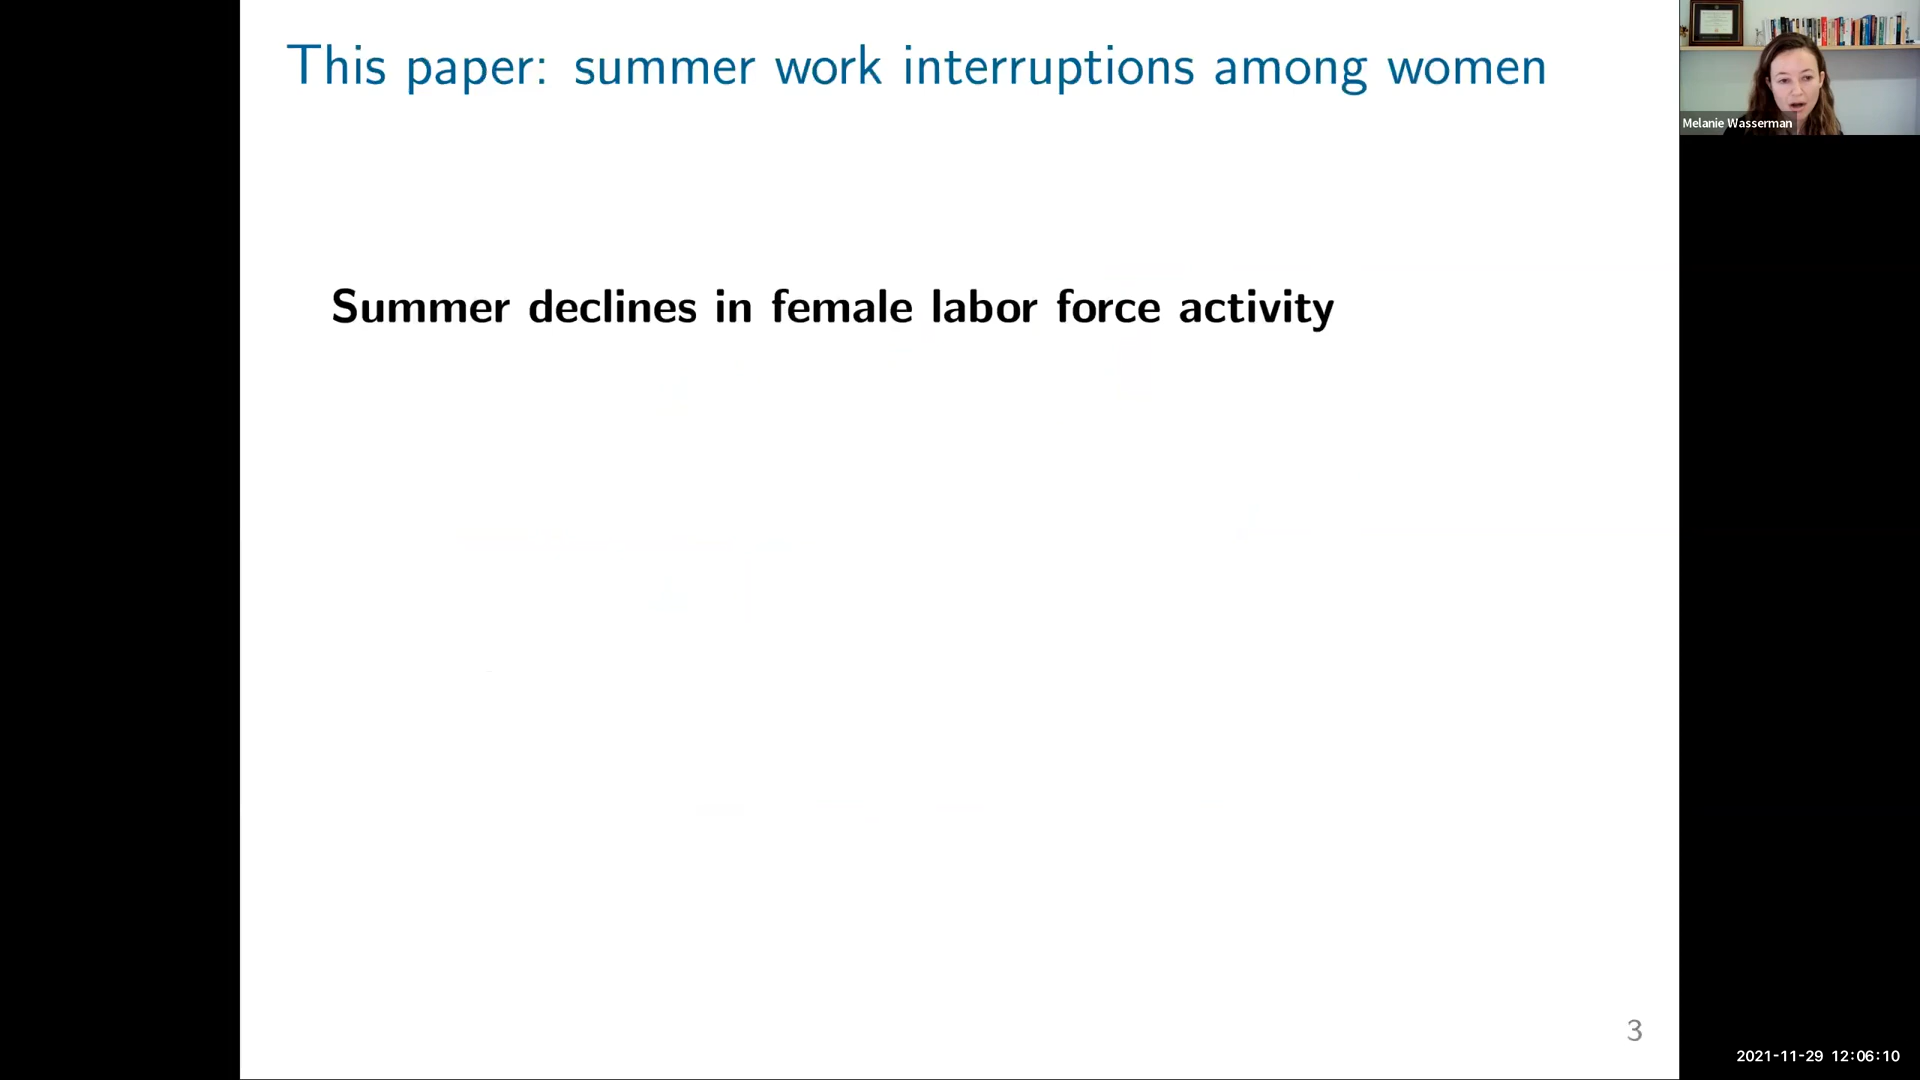 This paper: summer work interruptions among women
Melanie Wasserman
Summer declines in female labor force activity
3
2021-11-29 12:06:10